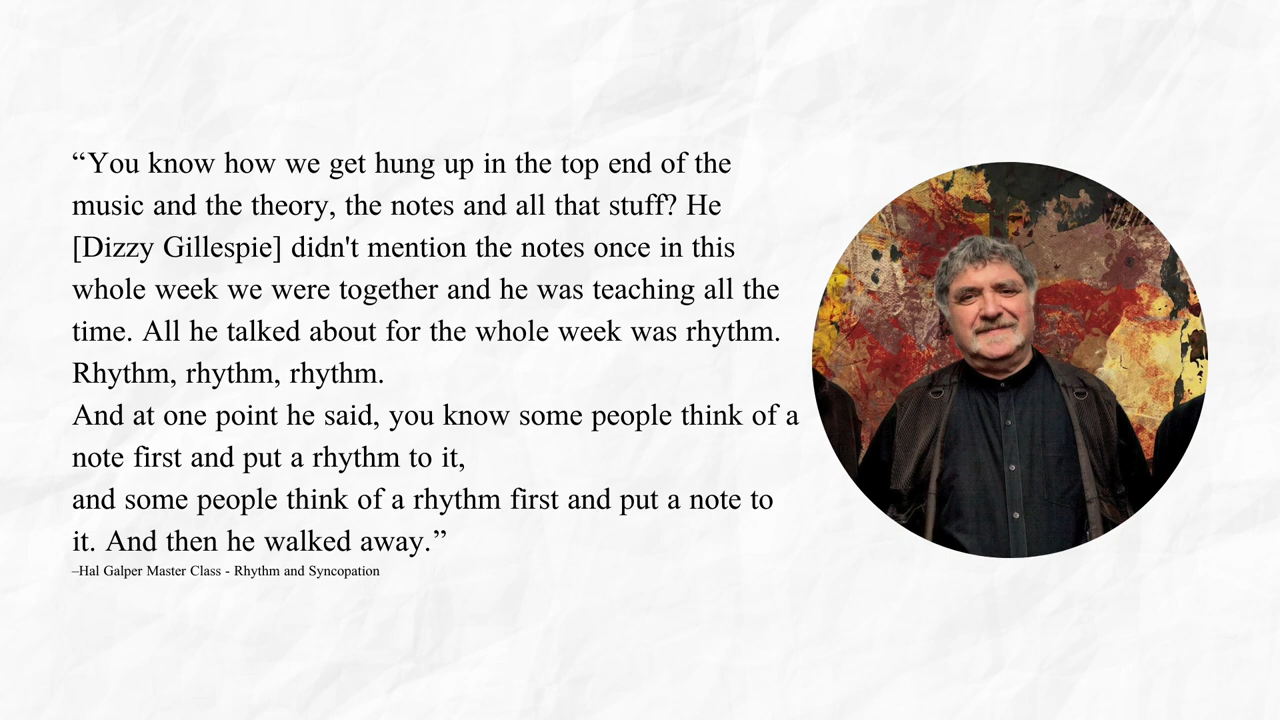 “You know how we get hung up in the top end of the
music and the theory, the notes and all that stuff? He
[Dizzy Gillespie] didn't mention the notes once in this
whole week we were together and he was teaching all the
time. All he talked about for the whole week was rhythm.
Rhythm, rhythm, rhythm.
And at one point he said, you know some people think of a
note first and put a rhythm to it,
and some people think of a rhythm first and put a note to
it. And then he walked away.”
–Hal Galper Master Class - Rhythm and Syncopation